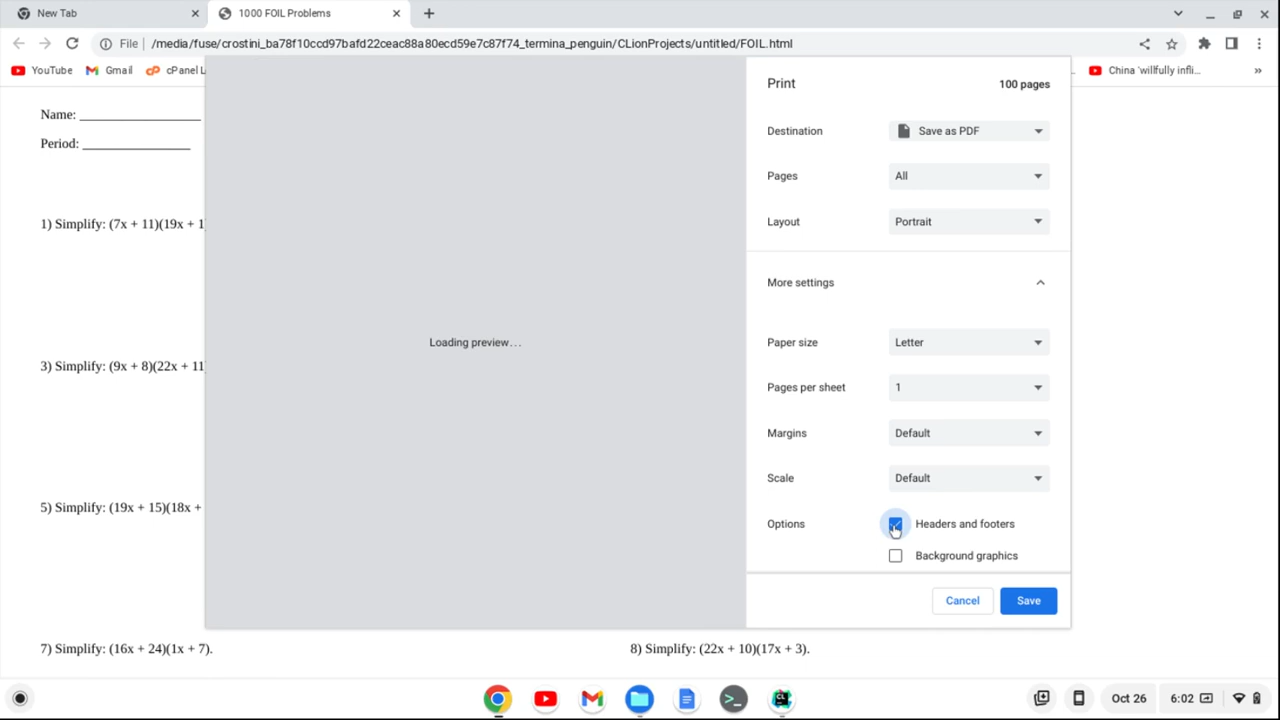 New Tab
1000 FOIL Problems
File
/media/fuse/crostini_ba78f10ccd97bafd22ceac88a80ecd59e7c87f74_termina_penguin/CLionProjects/untitled/FOIL.html
YouTube
Gmail
cPanel L
China 'willfully infli...
»
Name: __________________
Period: ________________
1) Simplify: (7x + 11)(19x + 1
3) Simplify: (9x + 8)(22x + 11
5) Simplify: (19x + 15)(18x +
7) Simplify: (16x + 24)(1x + 7).
8) Simplify: (22x + 10)(17x + 3).
Loading preview...
Print
100 pages
Destination
Save as PDF
Pages
All
Layout
Portrait
More settings
Paper size
Letter
Pages per sheet
1
Margins
Default
Scale
Default
Options
Headers and footers
Background graphics
Cancel
Save
Oct 26
6:02